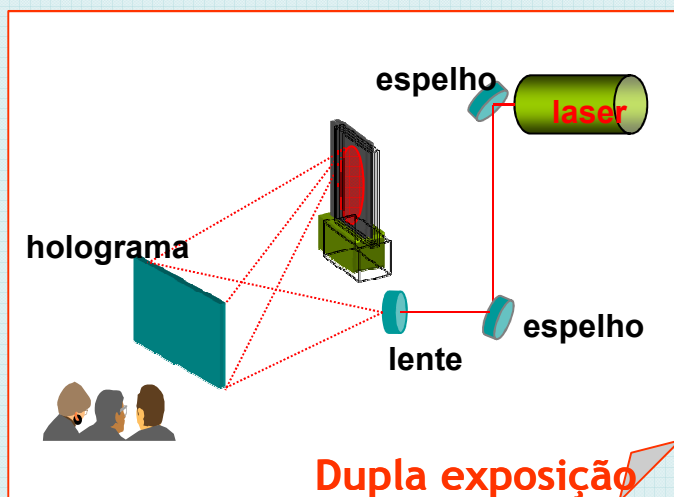 espelho
laser
holograma
espelho
lente
Dupla exposição